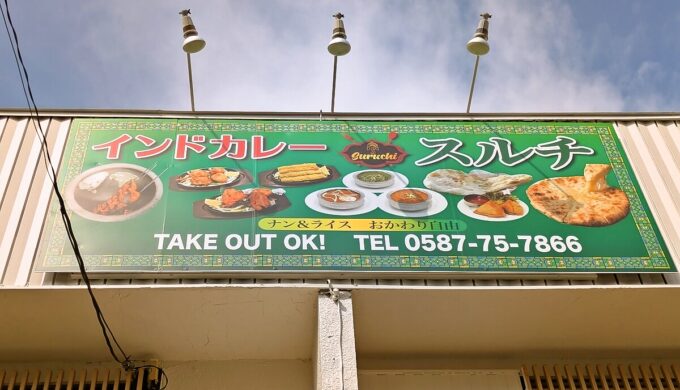 インドカレー
suruchi
スルチ
ナン&ライス おかわり自由
TAKE OUT OK! TEL 0587-75-7866